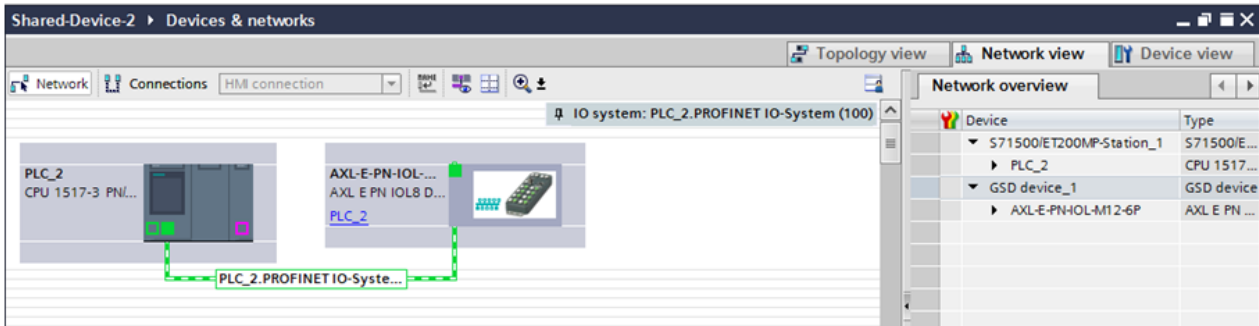 Shared-Device-2 ▸ Devices & networks
Topology view Network view Device view
Network Connections HMI connection
Network overview
IO system: PLC_2.PROFINET IO-System (100)
Device Type
S71500/ET200MP-Station_1 S71500/E...
PLC_2 CPU 1517...
GSD device_1 GSD device
AXL-E-PN-IOL-M12-6P AXL E PN ...
PLC_2
CPU 1517-3 PN/...
AXL-E-PN-IOL-...
AXL E PN IOL8 D...
PLC_2
PLC_2.PROFINET IO-Syste...